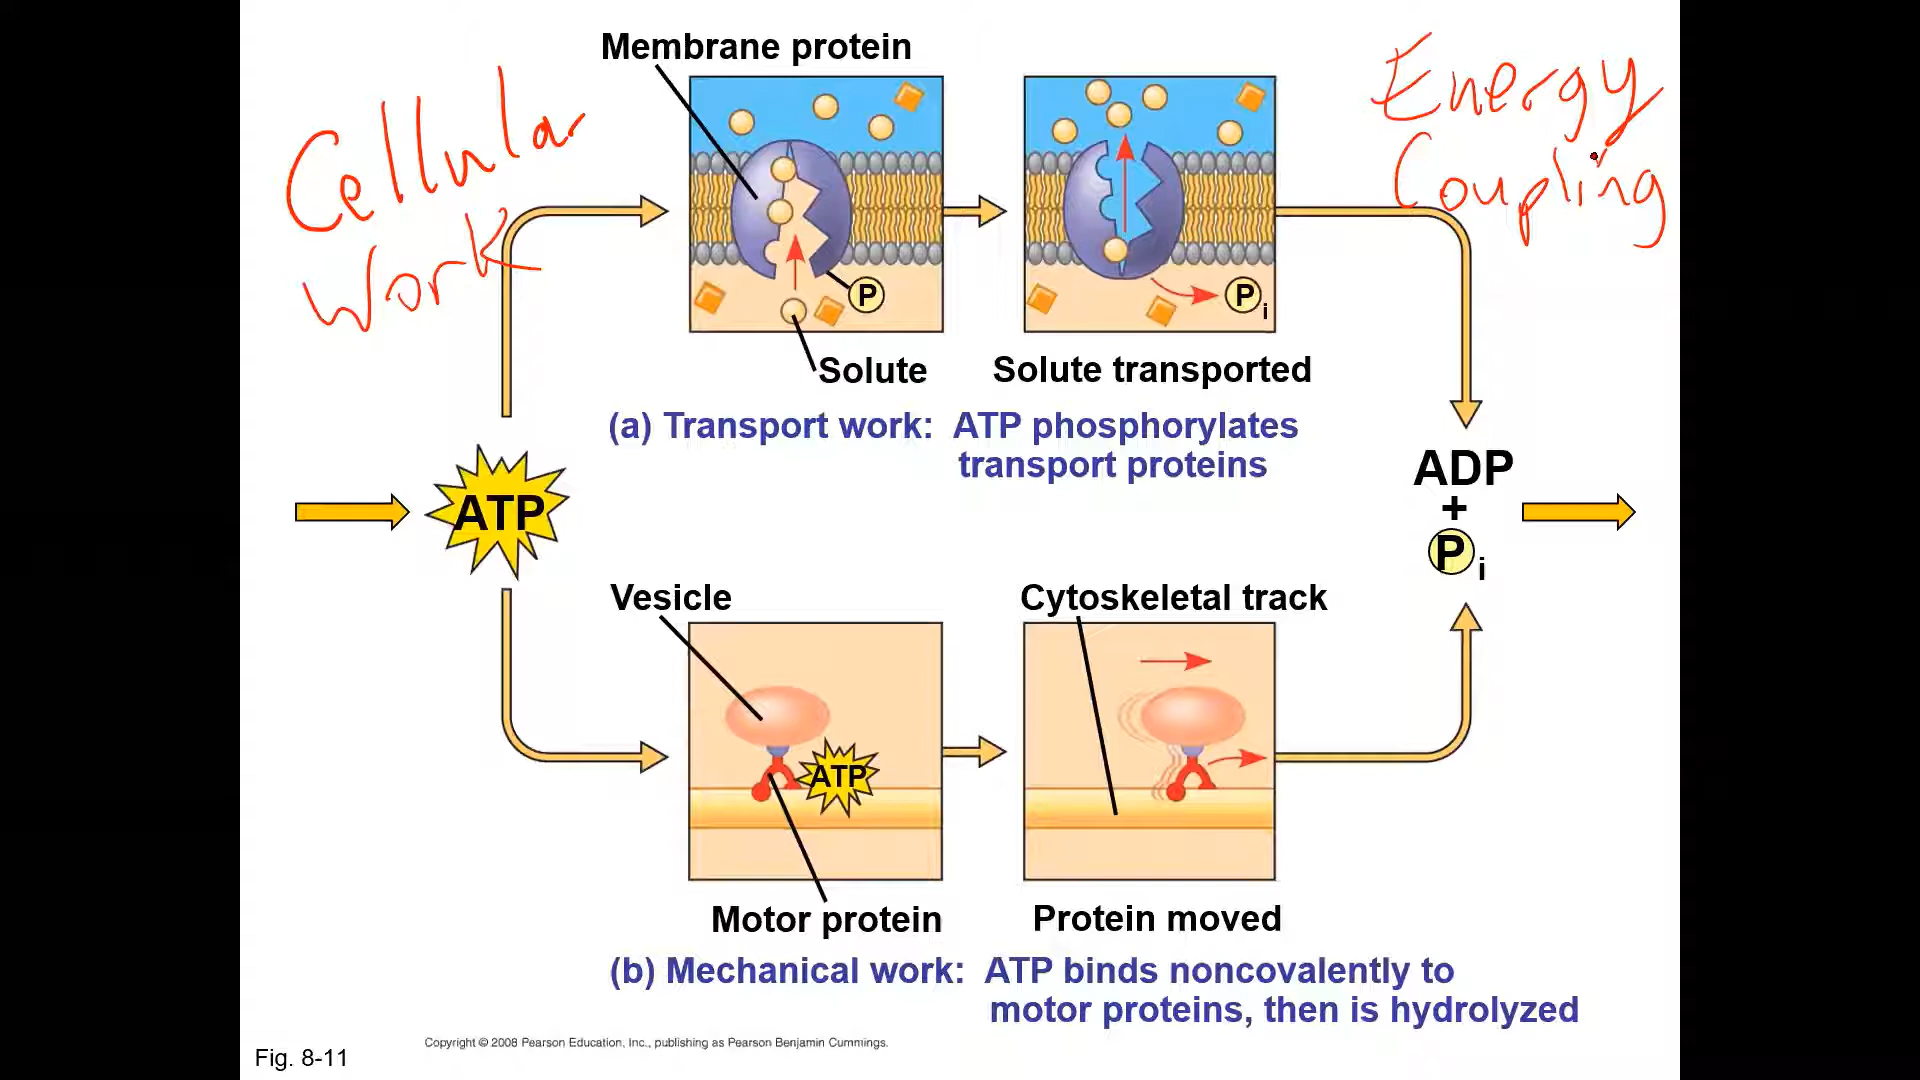 Membrane protein
Cellular
Work
Energy
Coupling
P
P i
Solute
Solute transported
(a) Transport work: ATP phosphorylates
transport proteins
ATP
ADP
+
P i
Vesicle
Cytoskeletal track
ATP
Motor protein
Protein moved
(b) Mechanical work: ATP binds noncovalently to
motor proteins, then is hydrolyzed
Copyright © 2008 Pearson Education, Inc., publishing as Pearson Benjamin Cummings.
Fig. 8-11